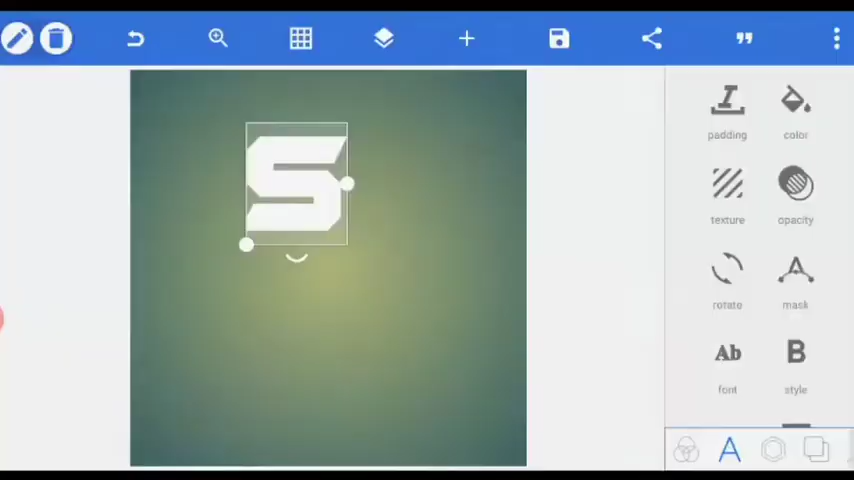 S
padding
color
texture
opacity
rotate
mask
Ab
B
font
style
A